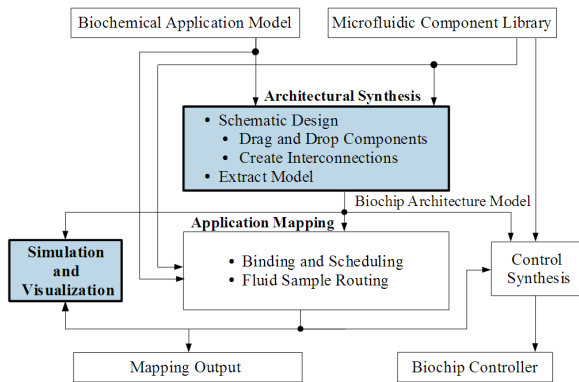 Biochemical Application Model
Microfluidic Component Library
Architectural Synthesis
• Schematic Design
• Drag and Drop Components
• Create Interconnections
• Extract Model
Biochip Architecture Model
Application Mapping
Simulation
and
Visualization
• Binding and Scheduling
• Fluid Sample Routing
Control
Synthesis
Mapping Output
Biochip Controller